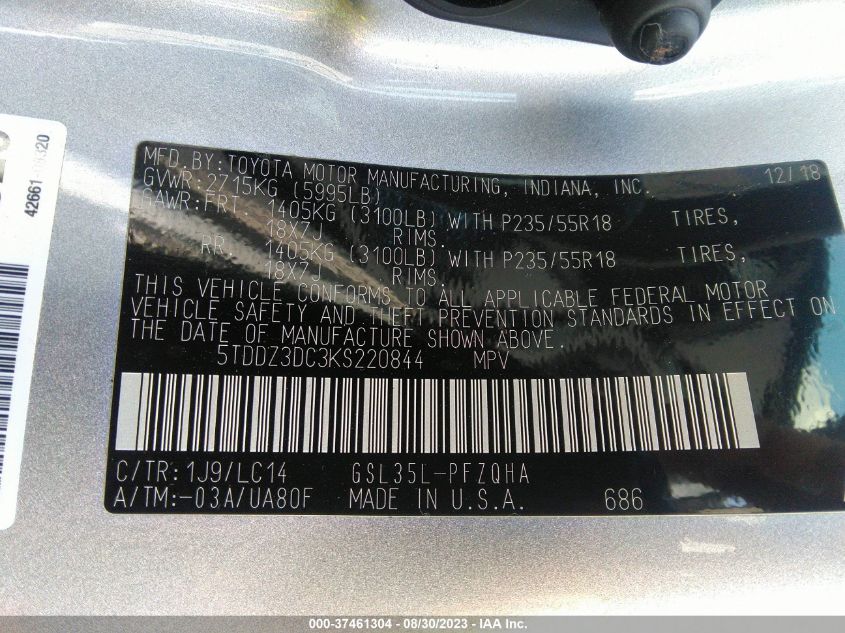 MFD. BY: TOYOTA MOTOR MANUFACTURING, INDIANA, INC. 12/18
GVWR: 2715KG (5995LB)
GAWR: FRT. 1405KG (3100LB) WITH P235/55R18 TIRES,
18X7J RIMS.
RR. 1405KG (3100LB) WITH P235/55R18 TIRES,
18X7J RIMS.
THIS VEHICLE CONFORMS TO ALL APPLICABLE FEDERAL MOTOR
VEHICLE SAFETY AND THEFT PREVENTION STANDARDS IN EFFECT ON
THE DATE OF MANUFACTURE SHOWN ABOVE.
5TDDZ3DC3KS220844 MPV
C/TR: 1J9/LC14 GSL35L-PFZQHA
A/TM:-03A/UA80F MADE IN U.S.A. 686
42661
000-37461304 - 08/30/2023 - IAA Inc.